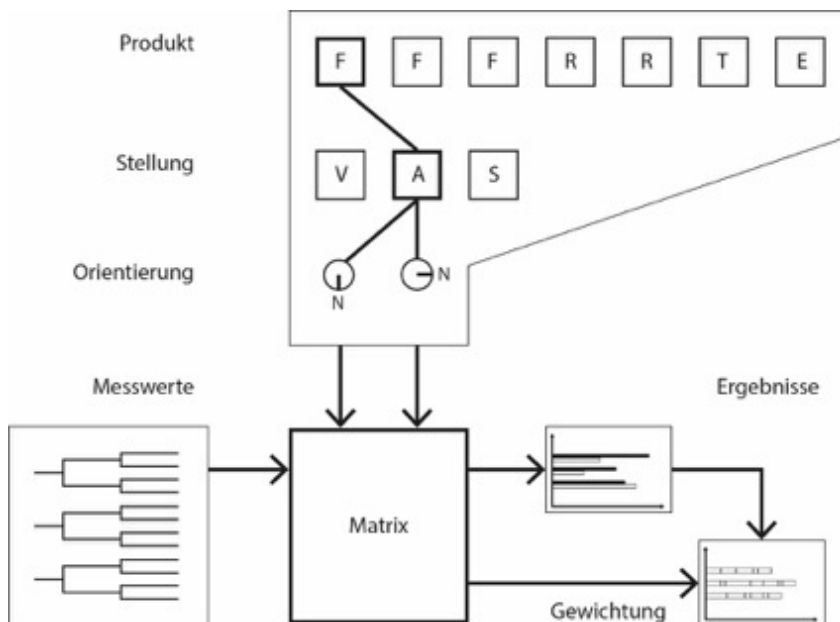 Produkt
F F F R R T E
Stellung
V A S
Orientierung
N N
Messwerte
Ergebnisse
Matrix
Gewichtung